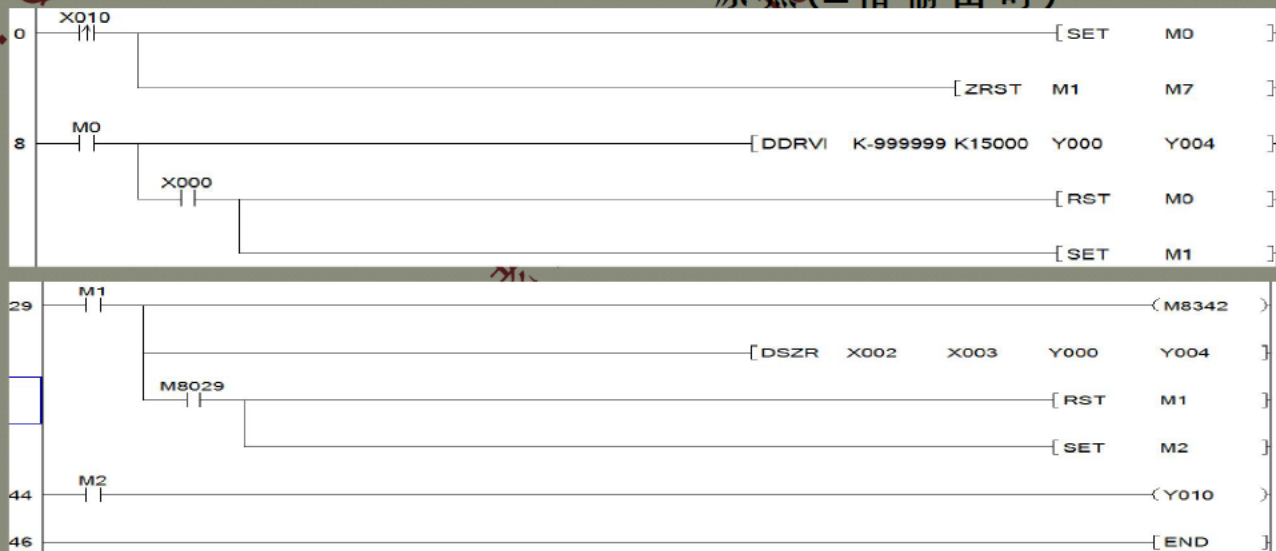 X010
0 [ SET M0 ]
[ ZRST M1 M7 ]
M0
8 [ DDRVI K-999999 K15000 Y000 Y004 ]
X000
[ RST M0 ]
[ SET M1 ]
M1
29 ( M8342 )
[ DSZR X002 X003 Y000 Y004 ]
M8029
[ RST M1 ]
[ SET M2 ]
M2
44 ( Y010 )
46 [ END ]